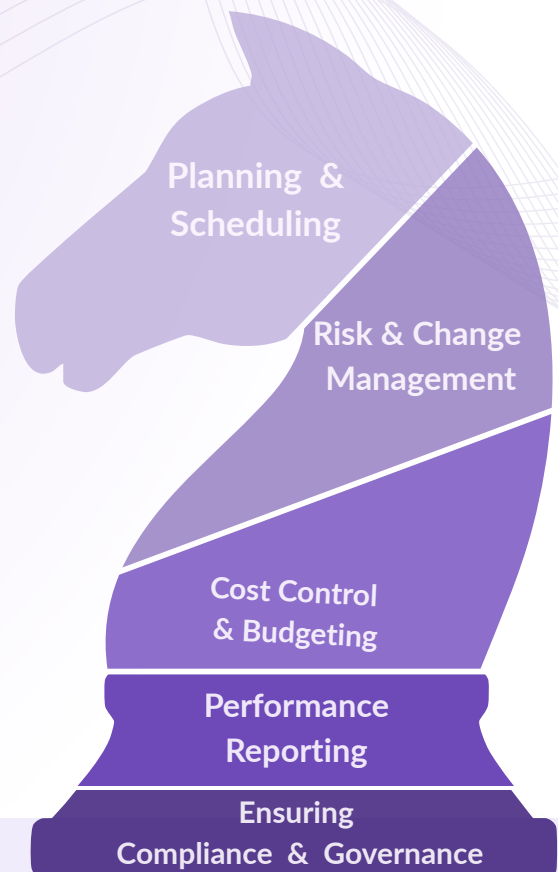 Planning & 
Scheduling
Risk & Change
Management
Cost Control
& Budgeting
Performance
Reporting
Ensuring
Compliance & Governance